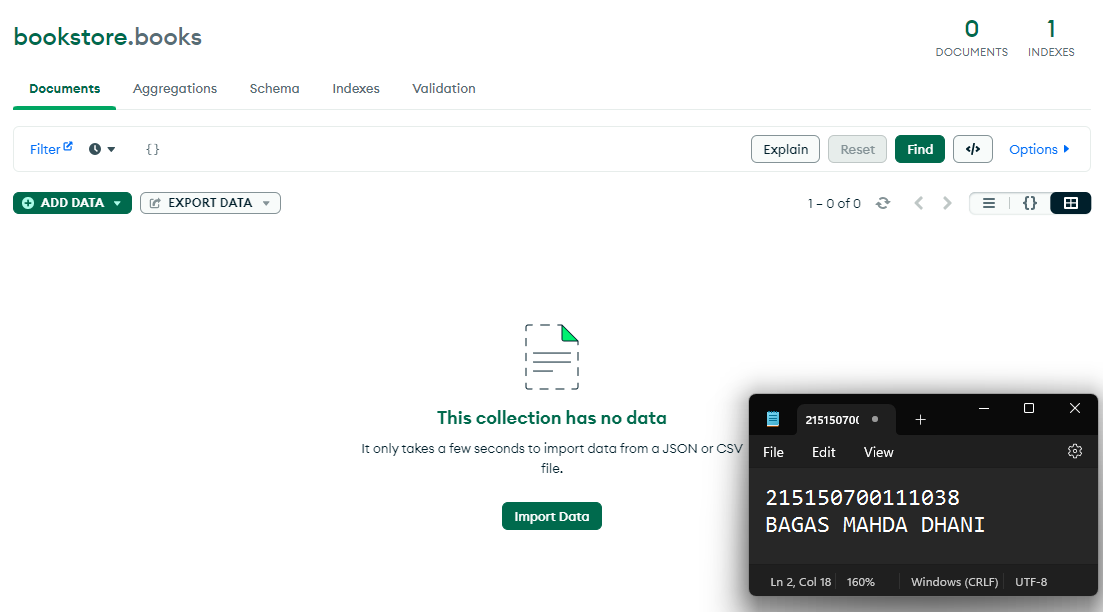 bookstore.books
0 1
DOCUMENTS INDEXES
Documents Aggregations Schema Indexes Validation
Filter {} Explain Reset Find </> Options
ADD DATA EXPORT DATA 1 – 0 of 0 {}
This collection has no data
It only takes a few seconds to import data from a JSON or CSV
file.
Import Data
215150700
File Edit View
215150700111038
BAGAS MAHDA DHANI
Ln 2, Col 18 160% Windows (CRLF) UTF-8